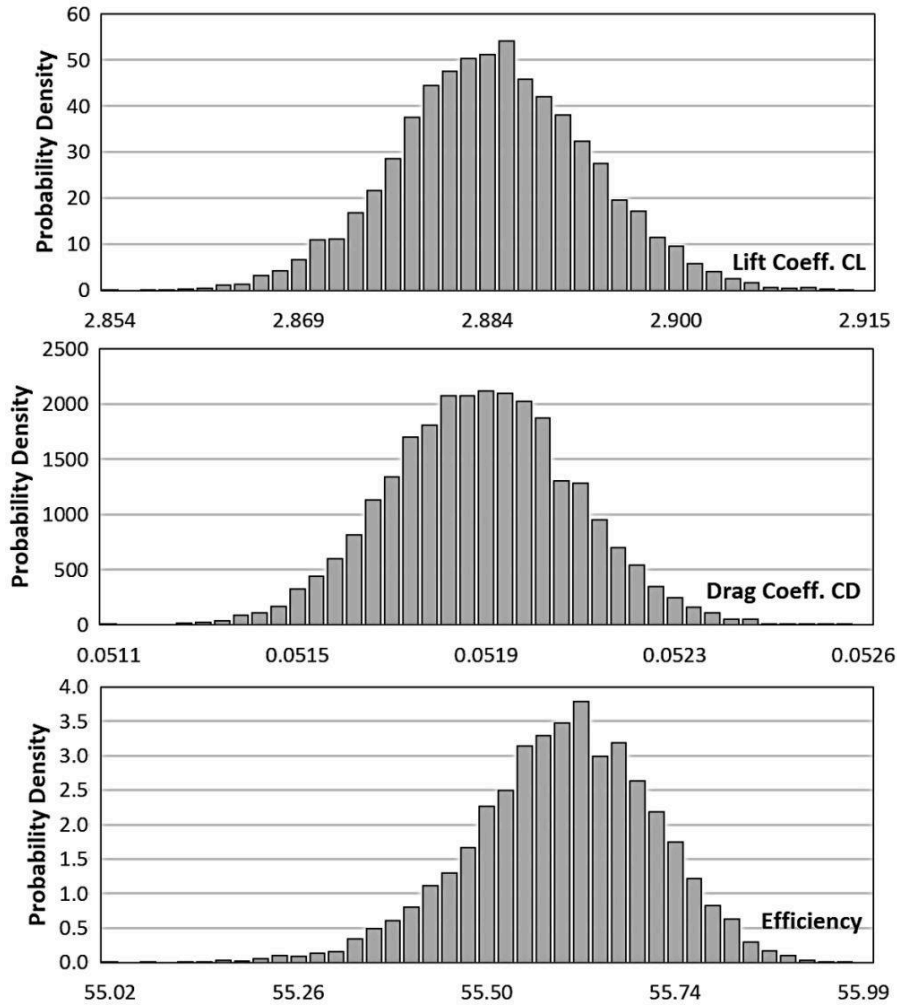 60
50
40
30
20
10
0
Probability Density
Lift Coeff. CL
2.854 2.869 2.884 2.900 2.915
2500
2000
1500
1000
500
0
Probability Density
Drag Coeff. CD
0.0511 0.0515 0.0519 0.0523 0.0526
4.0
3.5
3.0
2.5
2.0
1.5
1.0
0.5
0.0
Probability Density
Efficiency
55.02 55.26 55.50 55.74 55.99